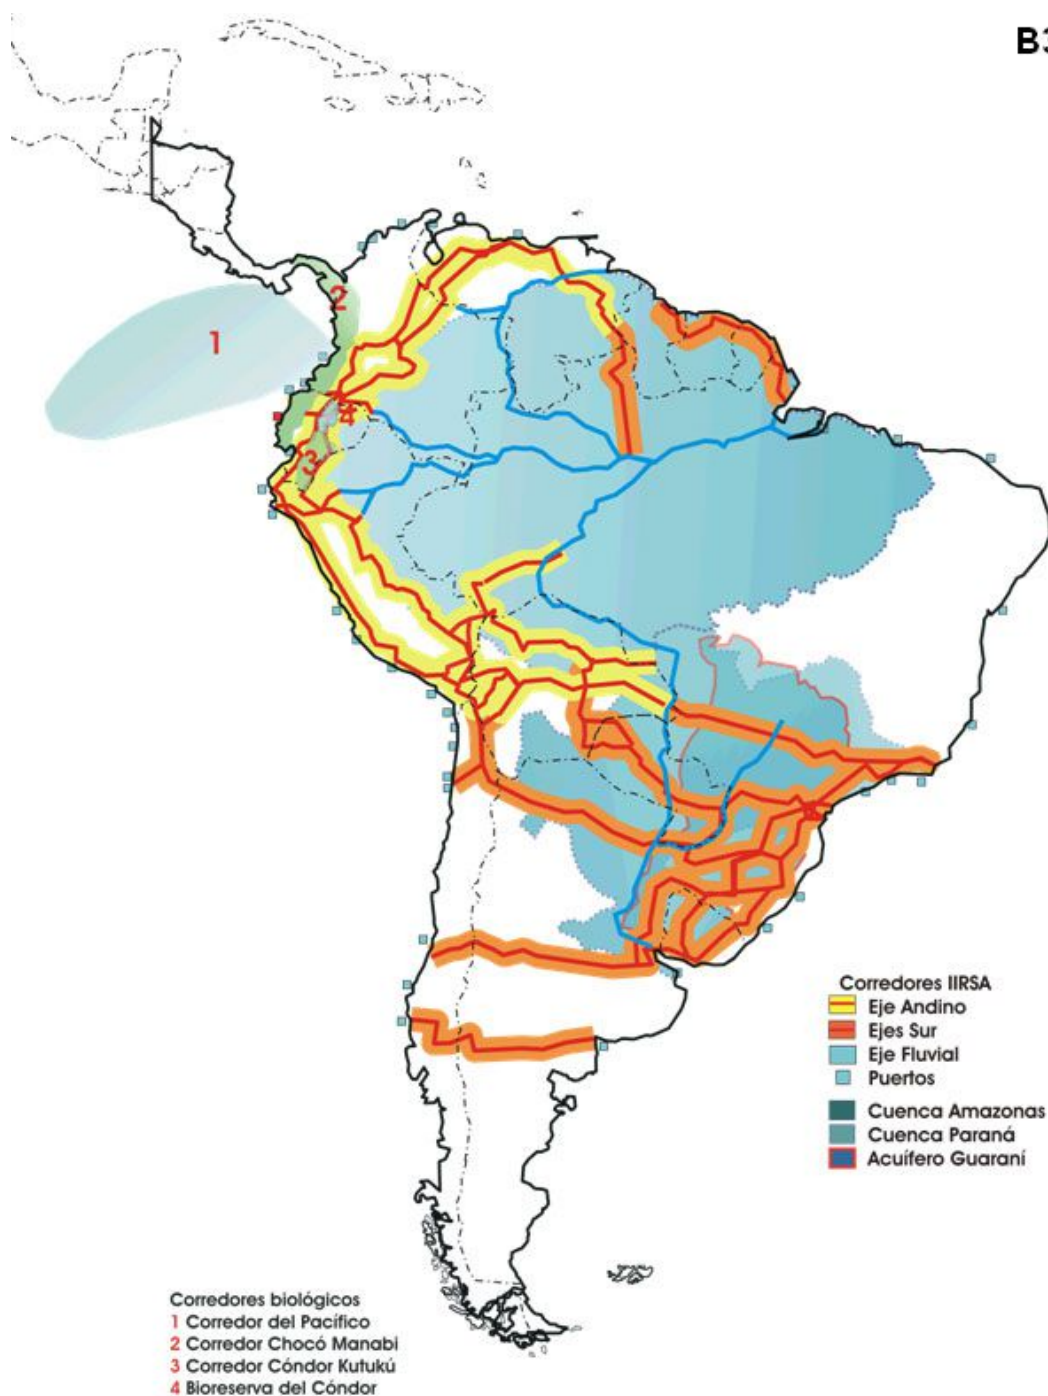 B3
1
2
4
3
Corredores IIRSA
Eje Andino
Ejes Sur
Eje Fluvial
Puertos
Cuenca Amazonas
Cuenca Paraná
Acuífero Guaraní
Corredores biológicos
1 Corredor del Pacífico
2 Corredor Chocó Manabi
3 Corredor Cóndor Kutukú
4 Bioreserva del Cóndor